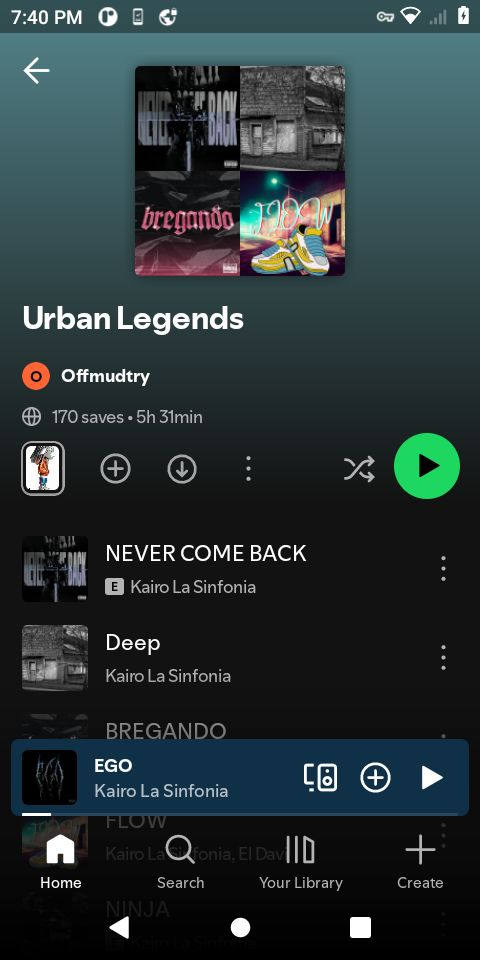 7:40 PM
NEVER COME BACK
bregando
FLOW
Urban Legends
O Offmudtry
170 saves • 5h 31min
NEVER COME BACK
E Kairo La Sinfonia
Deep
Kairo La Sinfonia
BREGANDO
EGO
Kairo La Sinfonia
FLOW
Kairo La Sinfonia, El Davi
Home
Search
Your Library
Create
NINJA
Kairo La Sinfonia